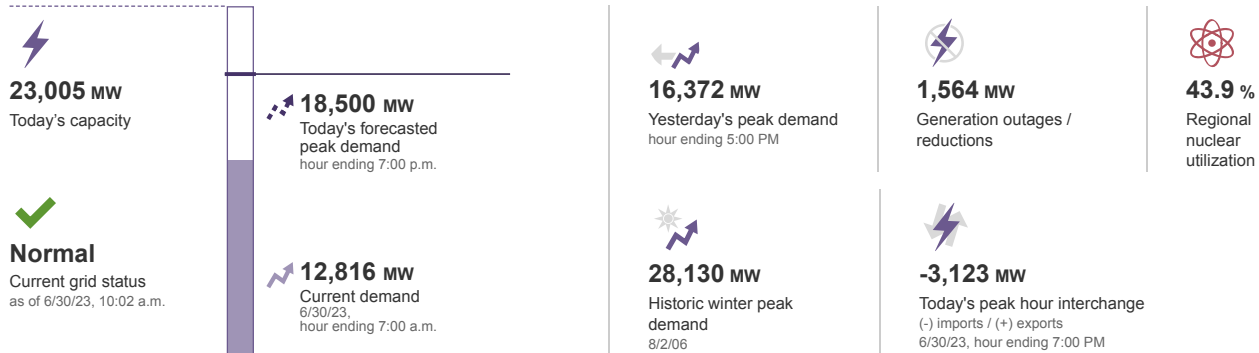 23,005 MW
Today's capacity
Normal
Current grid status
as of 6/30/23, 10:02 a.m.
18,500 MW
Today's forecasted
peak demand
hour ending 7:00 p.m.
12,816 MW
Current demand
6/30/23,
hour ending 7:00 a.m.
16,372 MW
Yesterday's peak demand
hour ending 5:00 PM
1,564 MW
Generation outages /
reductions
43.9 %
Regional
nuclear
utilization
28,130 MW
Historic winter peak
demand
8/2/06
-3,123 MW
Today's peak hour interchange
(-) imports / (+) exports
6/30/23, hour ending 7:00 PM